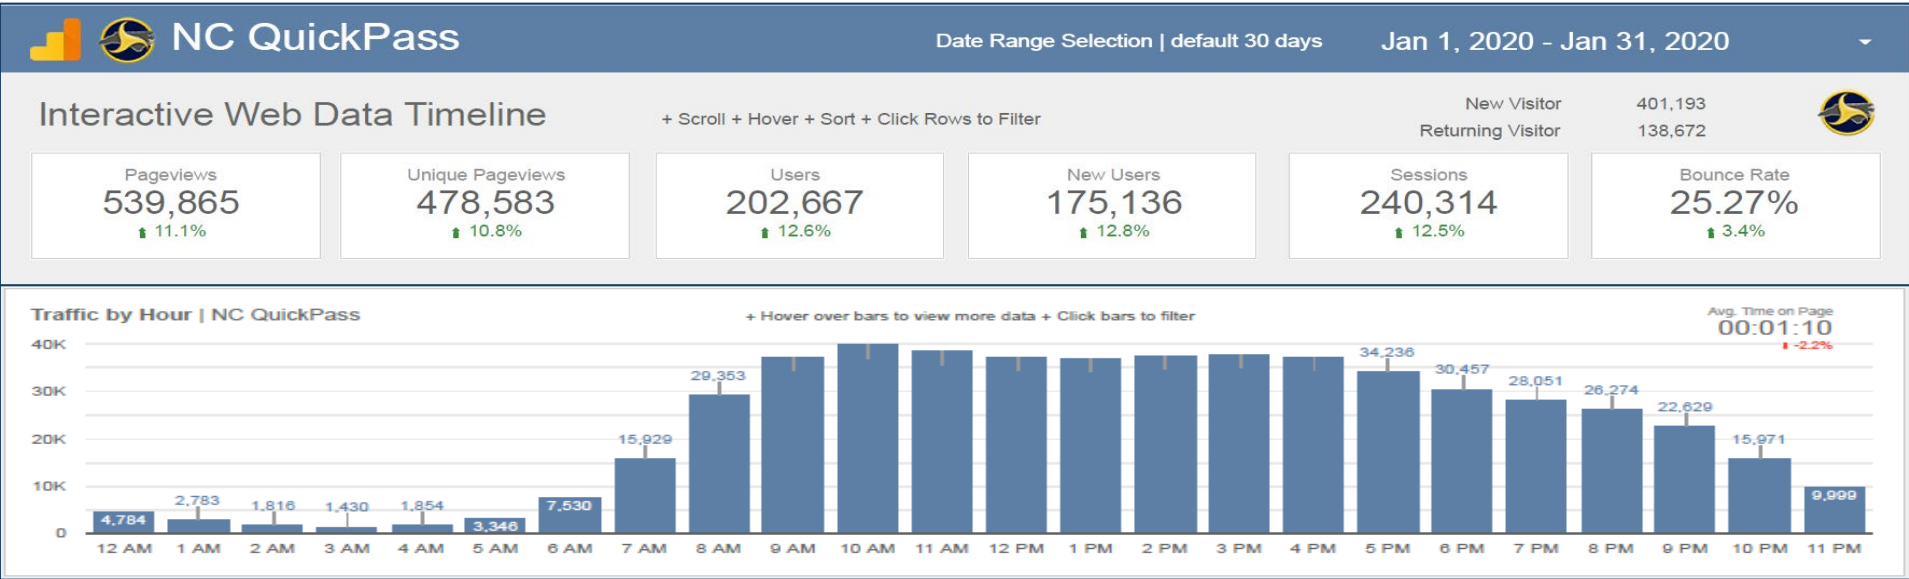 NC QuickPass
Date Range Selection | default 30 days
Jan 1, 2020 - Jan 31, 2020
Interactive Web Data Timeline
+ Scroll + Hover + Sort + Click Rows to Filter
New Visitor 401,193
Returning Visitor 138,672
Pageviews
539,865
11.1%
Unique Pageviews
478,583
10.8%
Users
202,667
12.6%
New Users
175,136
12.8%
Sessions
240,314
12.5%
Bounce Rate
25.27%
3.4%
Traffic by Hour | NC QuickPass
+ Hover over bars to view more data + Click bars to filter
Avg. Time on Page
00:01:10
-2.2%
40K
30K
20K
10K
0
4,784
2,783
1,816
1,430
1,854
3,346
7,530
15,929
29,353
34,236
30,457
28,051
26,274
22,629
15,971
9,999
12 AM 1 AM 2 AM 3 AM 4 AM 5 AM 6 AM 7 AM 8 AM 9 AM 10 AM 11 AM 12 PM 1 PM 2 PM 3 PM 4 PM 5 PM 6 PM 7 PM 8 PM 9 PM 10 PM 11 PM